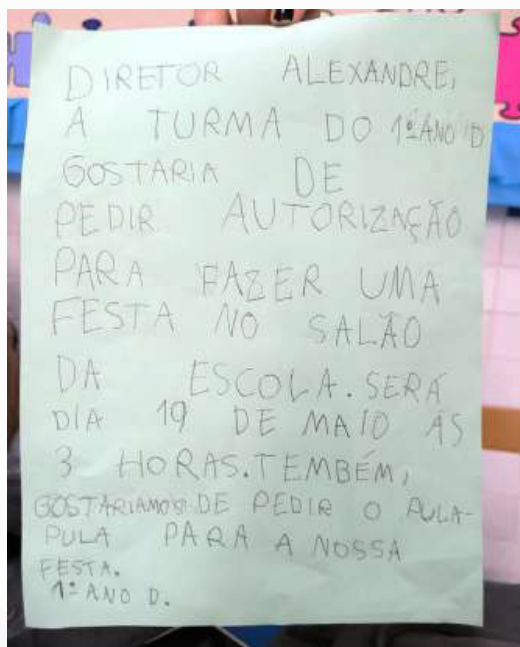 DIRETOR ALEXANDRE,
A TURMA DO 1º ANO D
GOSTARIA DE
PEDIR AUTORIZAÇÃO
PARA FAZER UMA
FESTA NO SALÃO
DA ESCOLA. SERÁ
DIA 19 DE MAIO ÁS
3 HORAS. TEMBÉM,
GOSTARIAMOS DE PEDIR O PULA-
PULA PARA A NOSSA
FESTA.
1º ANO D.